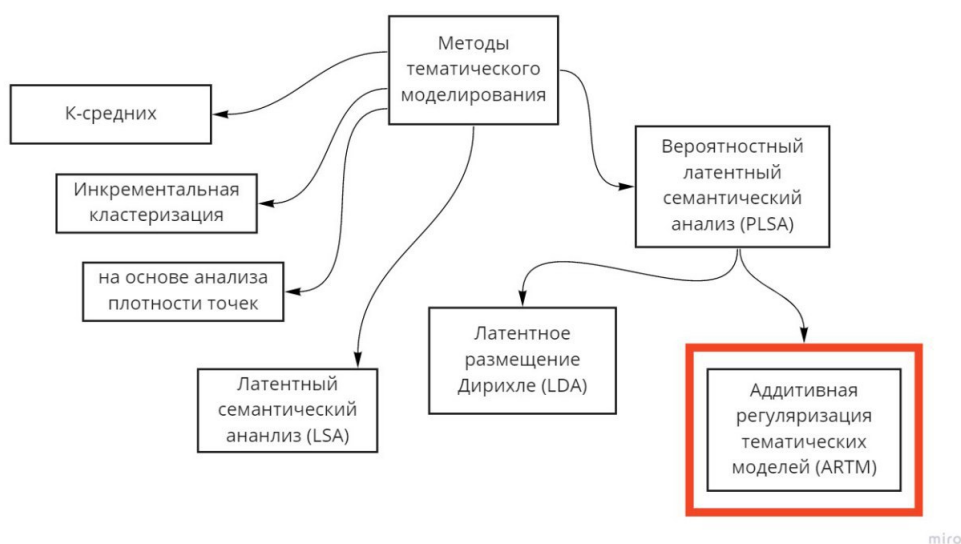 Методы
тематического
моделирования
К-средних
Инкрементальная
кластеризация
на основе анализа
плотности точек
Латентный
семантический
ананлиз (LSA)
Вероятностный
латентный
семантический
анализ (PLSA)
Латентное
размещение
Дирихле (LDA)
Аддитивная
регуляризация
тематических
моделей (ARTM)
miro